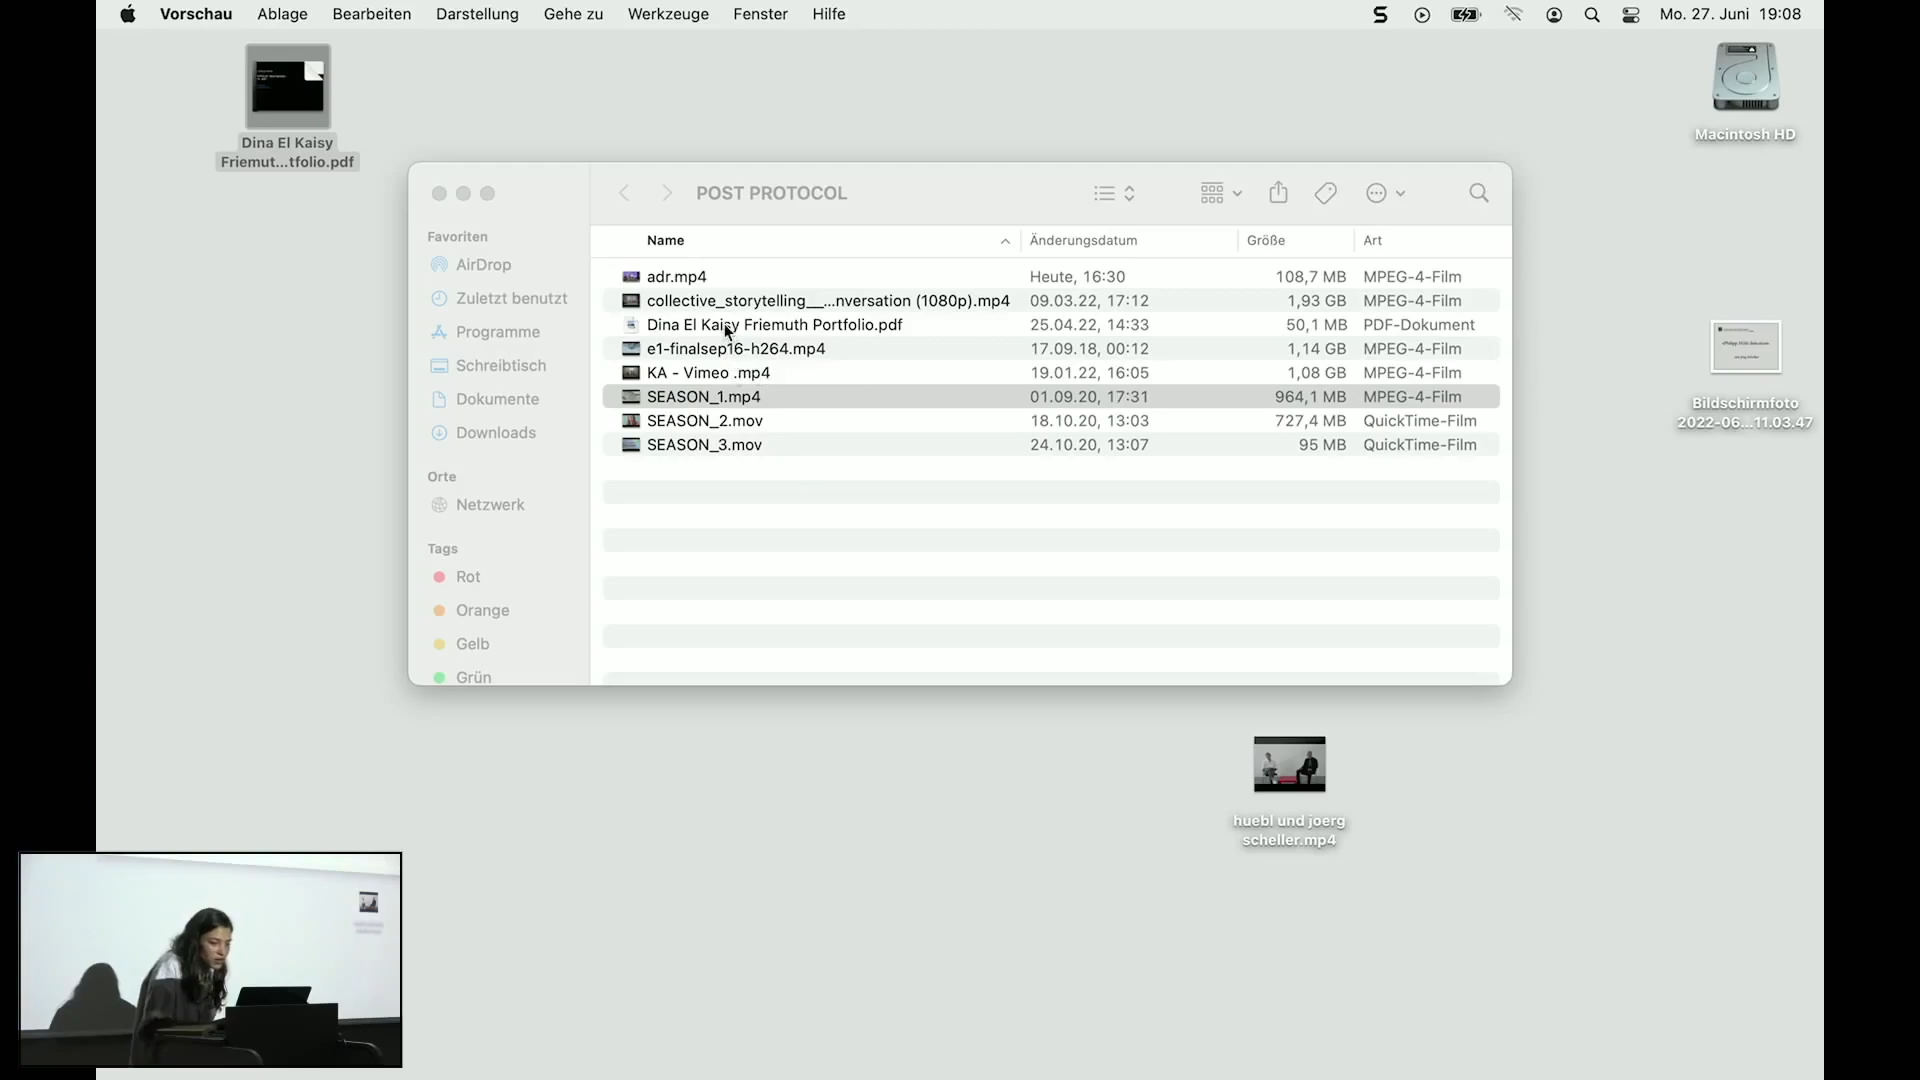 Vorschau Ablage Bearbeiten Darstellung Gehe zu Werkzeuge Fenster Hilfe Mo. 27. Juni 19:08
Dina El Kaisy
Friemut...tfolio.pdf
Macintosh HD
POST PROTOCOL
Favoriten
AirDrop
Zuletzt benutzt
Programme
Schreibtisch
Dokumente
Downloads
Orte
Netzwerk
Tags
Rot
Orange
Gelb
Grün
Name Änderungsdatum Größe Art
adr.mp4 Heute, 16:30 108,7 MB MPEG-4-Film
collective_storytelling__...nversation (1080p).mp4 09.03.22, 17:12 1,93 GB MPEG-4-Film
Dina El Kaisy Friemuth Portfolio.pdf 25.04.22, 14:33 50,1 MB PDF-Dokument
e1-finalsep16-h264.mp4 17.09.18, 00:12 1,14 GB MPEG-4-Film
KA - Vimeo .mp4 19.01.22, 16:05 1,08 GB MPEG-4-Film
SEASON_1.mp4 01.09.20, 17:31 964,1 MB MPEG-4-Film
SEASON_2.mov 18.10.20, 13:03 727,4 MB QuickTime-Film
SEASON_3.mov 24.10.20, 13:07 95 MB QuickTime-Film
Bildschirmfoto
2022-06...11.03.47
huebl und joerg
scheller.mp4